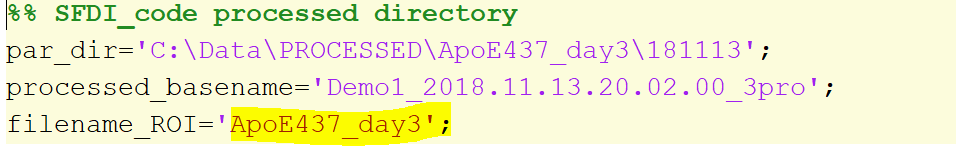 %% SFDI_code processed directory
par_dir='C:\Data\PROCESSED\ApoE437_day3\181113';
processed_basename='Demo1_2018.11.13.20.02.00_3pro';
filename_ROI='ApoE437_day3';